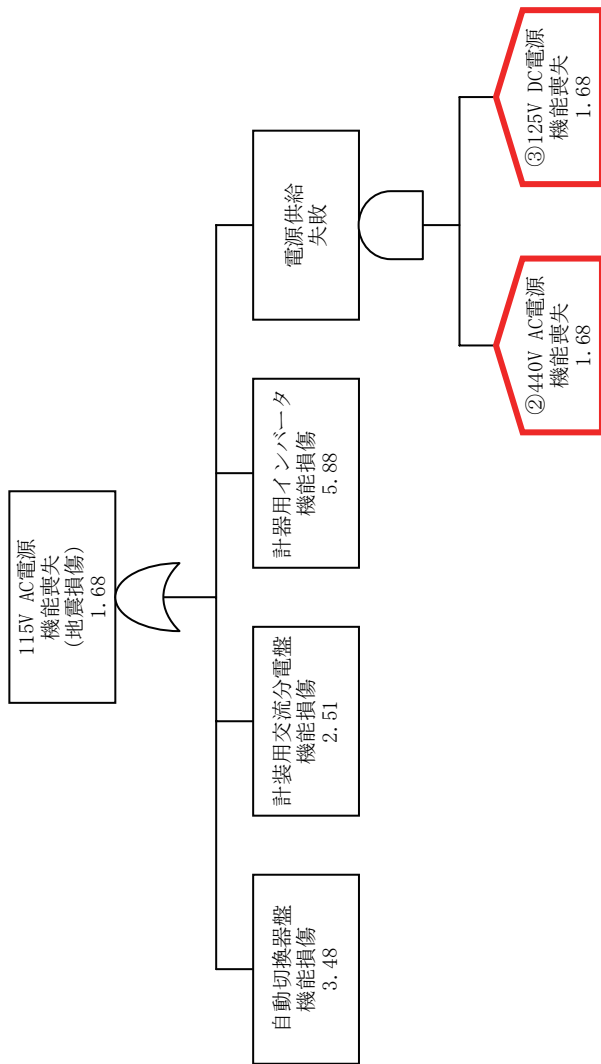 115V AC電源
機能喪失
(地震損傷)
1.68
自動切換器盤
機能損傷
3.48
計装用交流分電盤
機能損傷
2.51
計器用インバータ
機能損傷
5.88
電源供給
失敗
②440V AC電源
機能喪失
1.68
③125V DC電源
機能喪失
1.68